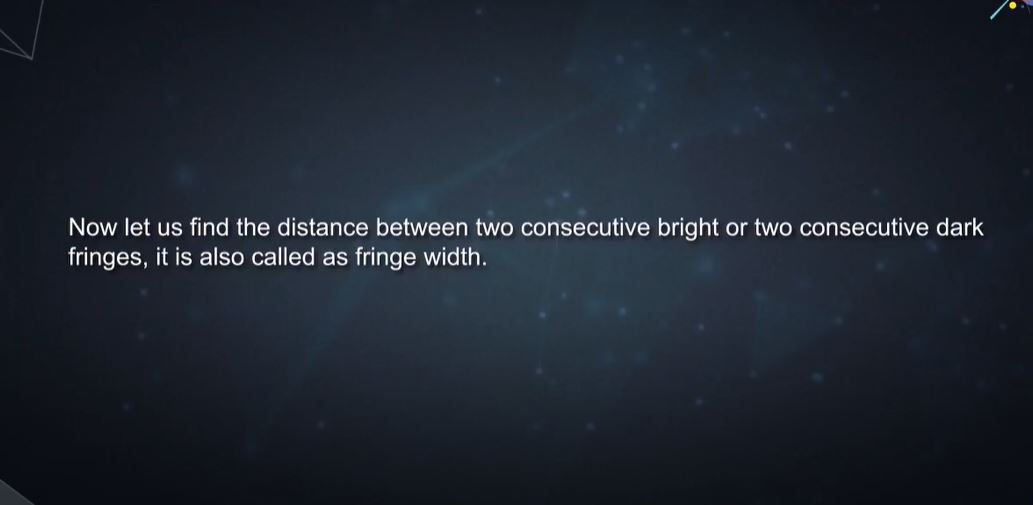 Now let us find the distance between two consecutive bright or two consecutive dark
fringes, it is also called as fringe width.